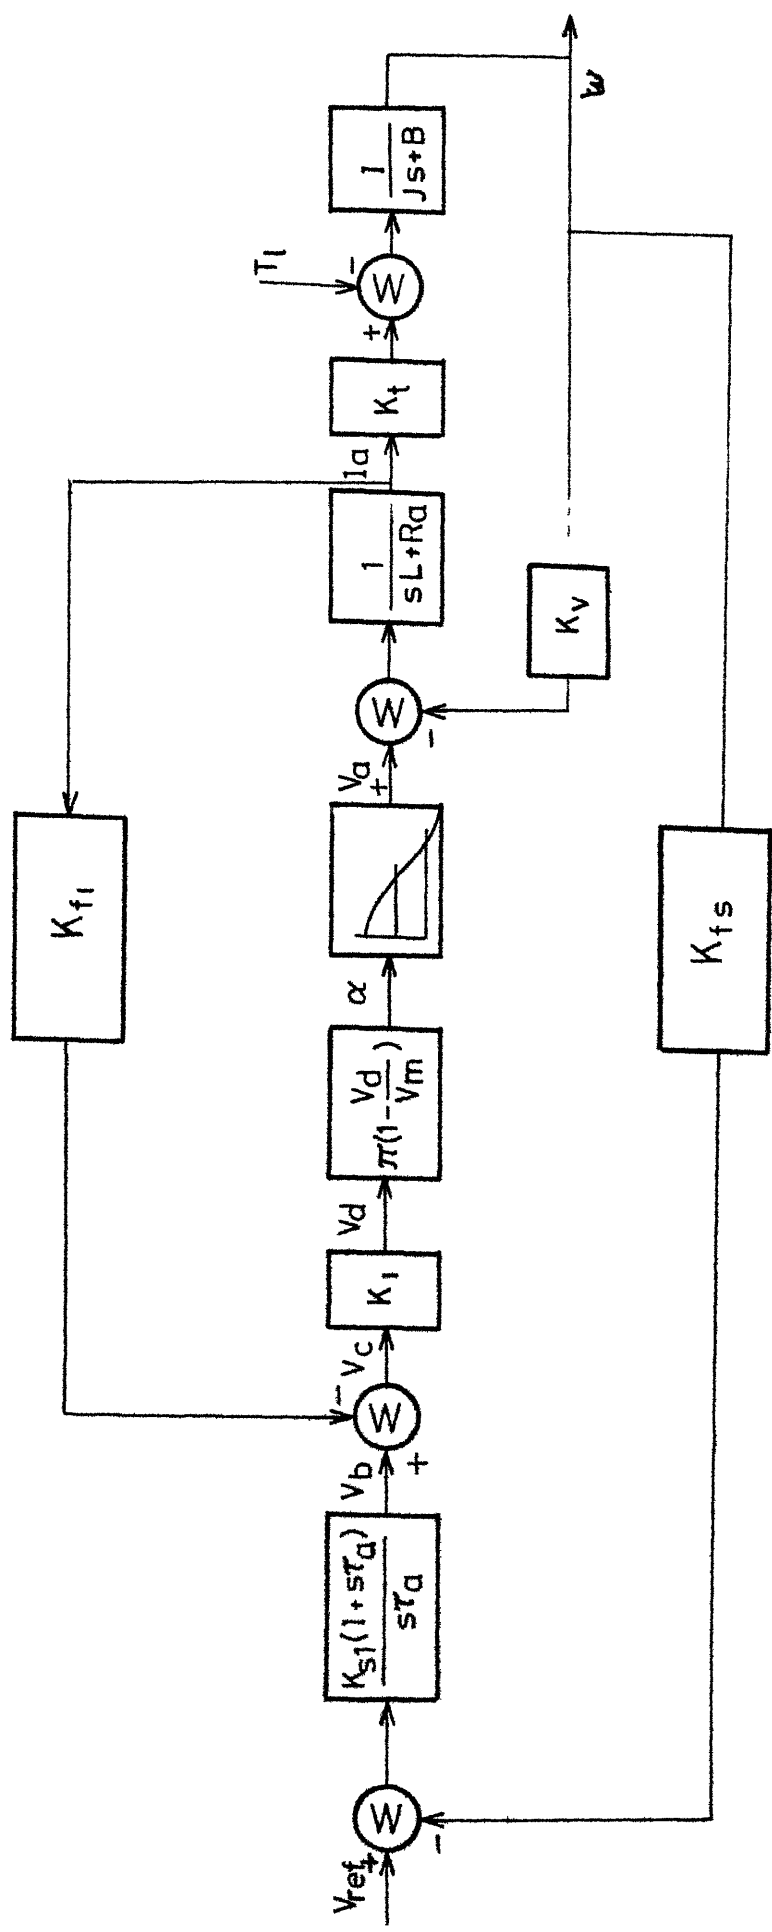 Vref
+
-
W
Ks1(1+sτa)
sτa
Vb
+
-
W
Vc
K1
Vd
π(1-Vd/Vm)
α
Va
+
-
W
1
sL+Ra
Ia
Kt
+
-
Tl
W
1
Js+B
w
Kf1
Kv
Kfs